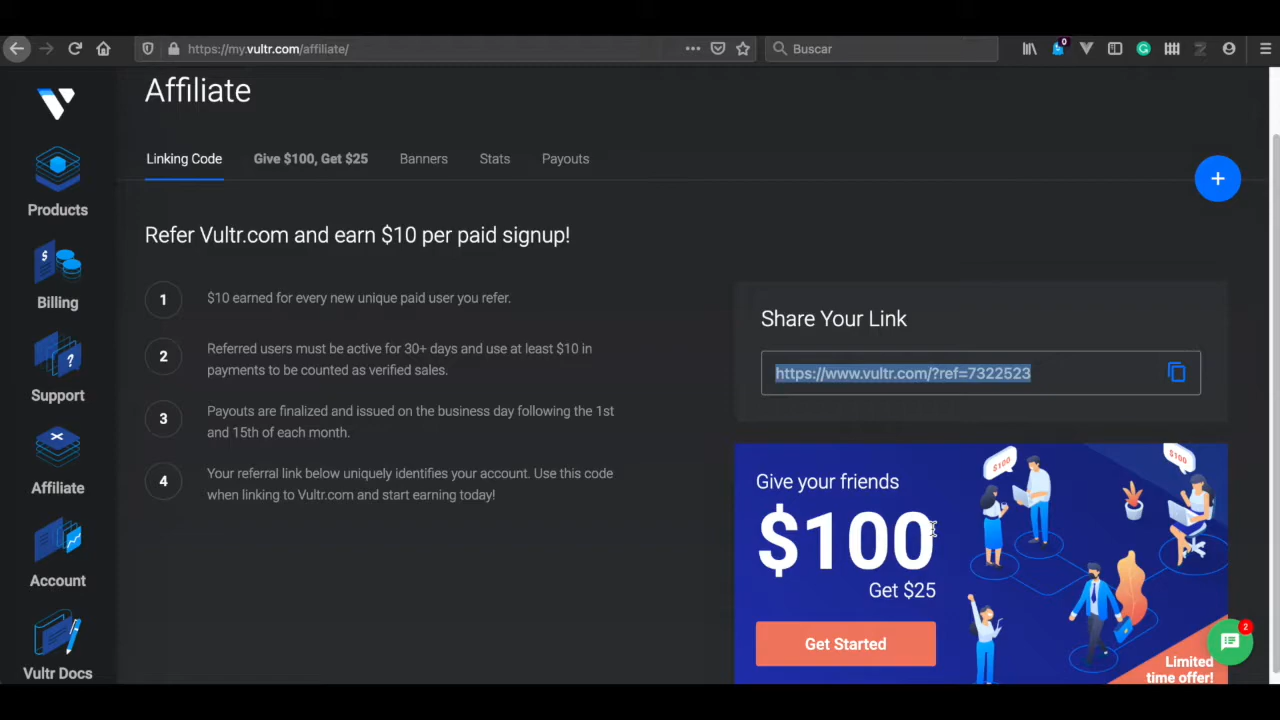 https://my.vultr.com/affiliate/
Buscar
0
Affiliate
Products
Billing
Support
Affiliate
Account
Vultr Docs
Linking Code
Give $100, Get $25
Banners
Stats
Payouts
+
Refer Vultr.com and earn $10 per paid signup!
1
$10 earned for every new unique paid user you refer.
2
Referred users must be active for 30+ days and use at least $10 in
payments to be counted as verified sales.
3
Payouts are finalized and issued on the business day following the 1st
and 15th of each month.
4
Your referral link below uniquely identifies your account. Use this code
when linking to Vultr.com and start earning today!
Share Your Link
https://www.vultr.com/?ref=7322523
Give your friends
$100
Get $25
Get Started
$100
$100
Limited
time offer!
2